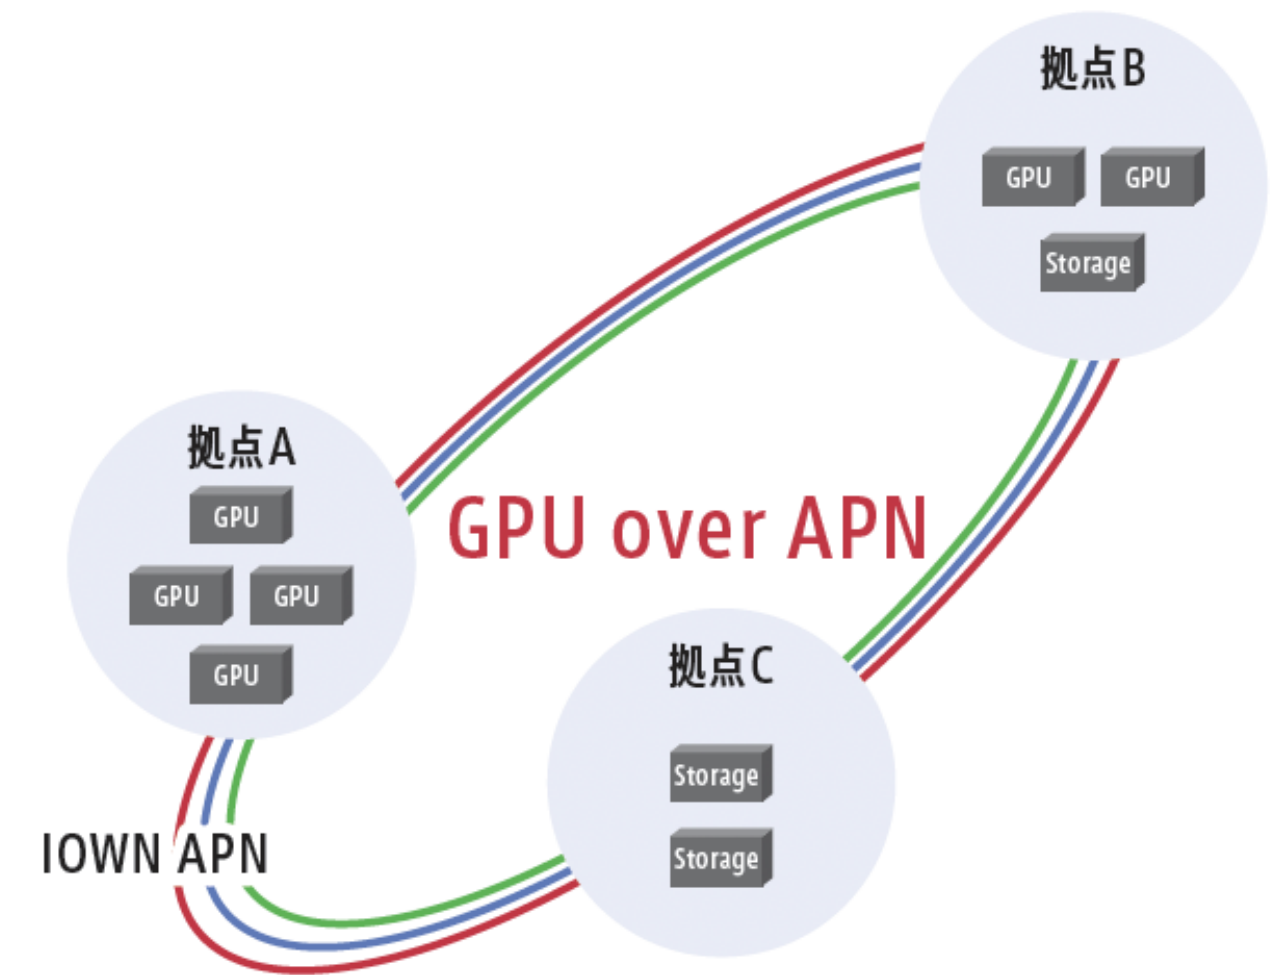 拠点B
GPU
GPU
Storage
拠点A
GPU
GPU
GPU
GPU
GPU over APN
拠点C
Storage
Storage
IOWN APN